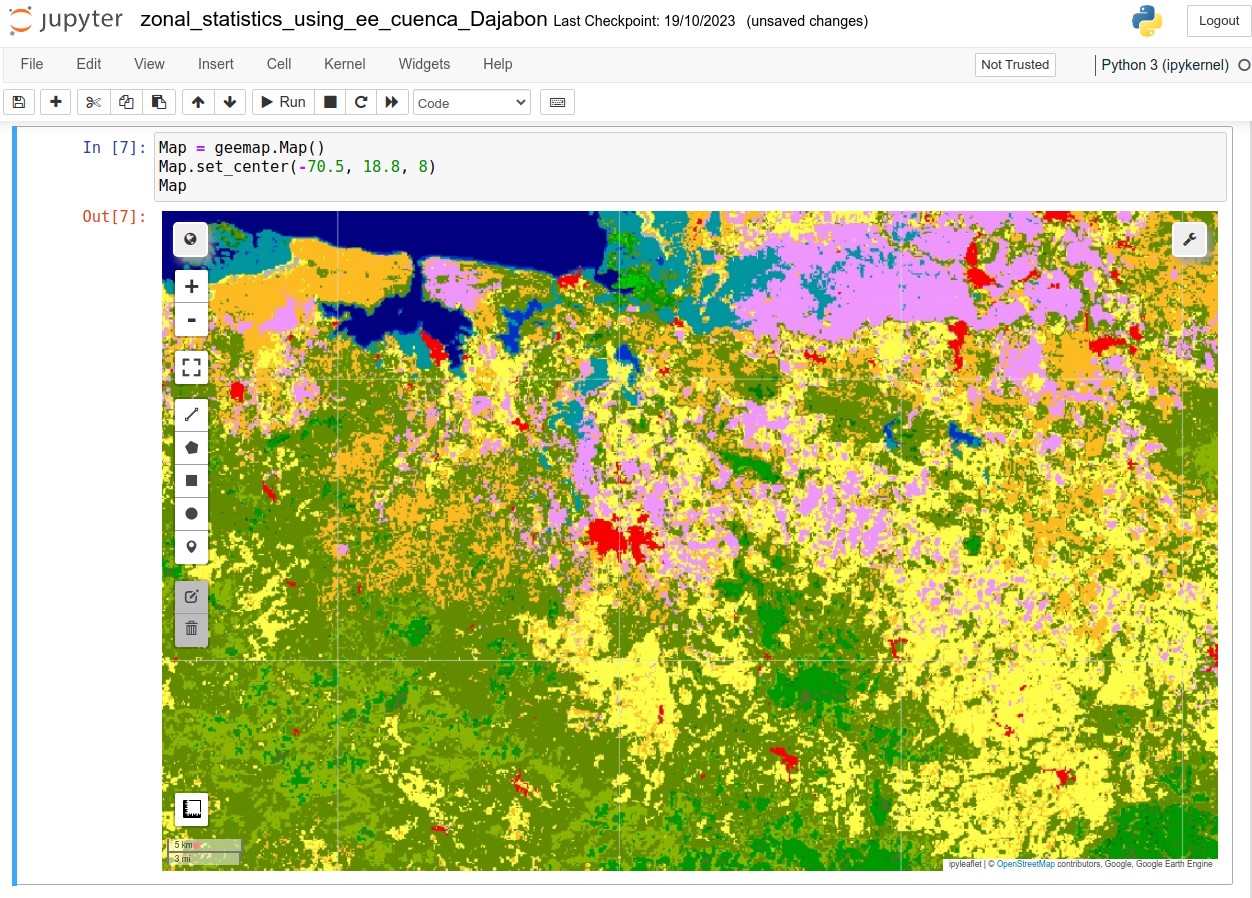 jupyter zonal_statistics_using_ee_cuenca_Dajabon Last Checkpoint: 19/10/2023 (unsaved changes) Logout
File Edit View Insert Cell Kernel Widgets Help Not Trusted Python 3 (ipykernel)
Run Code
In [7]: Map = geemap.Map()
Map.set_center(-70.5, 18.8, 8)
Map
Out[7]:
+
-
5 km
3 mi
ipyleaflet | © OpenStreetMap contributors, Google, Google Earth Engine